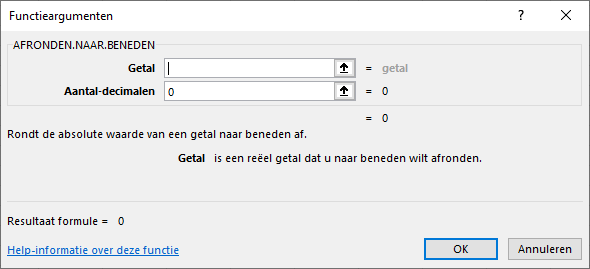 Functieargumenten ? ×
AFRONDEN.NAAR.BENEDEN
Getal = getal
Aantal-decimalen 0 = 0
= 0
Rondt de absolute waarde van een getal naar beneden af.
Getal is een reëel getal dat u naar beneden wilt afronden.
Resultaat formule = 0
Help-informatie over deze functie OK Annuleren